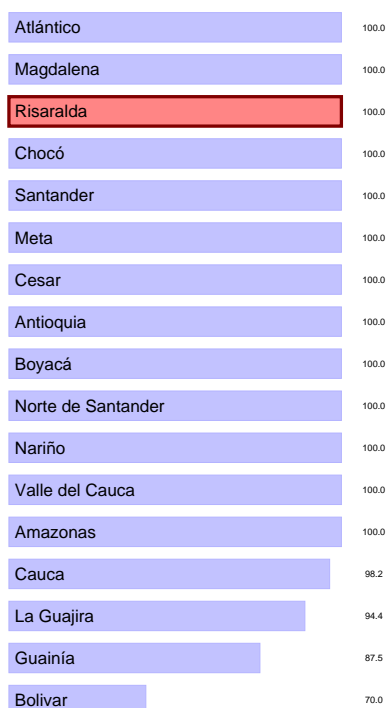 Atlántico 100.0
Magdalena 100.0
Risaralda 100.0
Chocó 100.0
Santander 100.0
Meta 100.0
Cesar 100.0
Antioquia 100.0
Boyacá 100.0
Norte de Santander 100.0
Nariño 100.0
Valle del Cauca 100.0
Amazonas 100.0
Cauca 98.2
La Guajira 94.4
Guainía 87.5
Bolivar 70.0